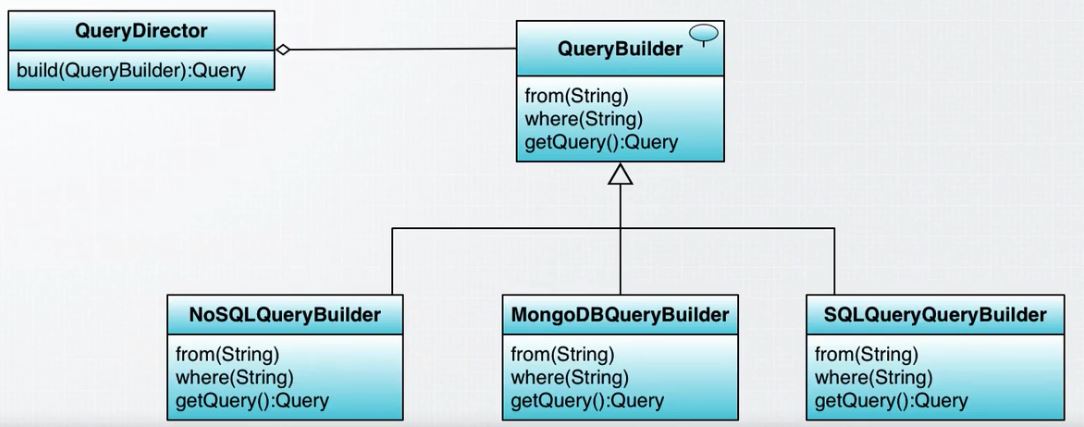 QueryDirector
build(QueryBuilder):Query
QueryBuilder
from(String)
where(String)
getQuery():Query
NoSQLQueryBuilder
from(String)
where(String)
getQuery():Query
MongoDBQueryBuilder
from(String)
where(String)
getQuery():Query
SQLQueryQueryBuilder
from(String)
where(String)
getQuery():Query